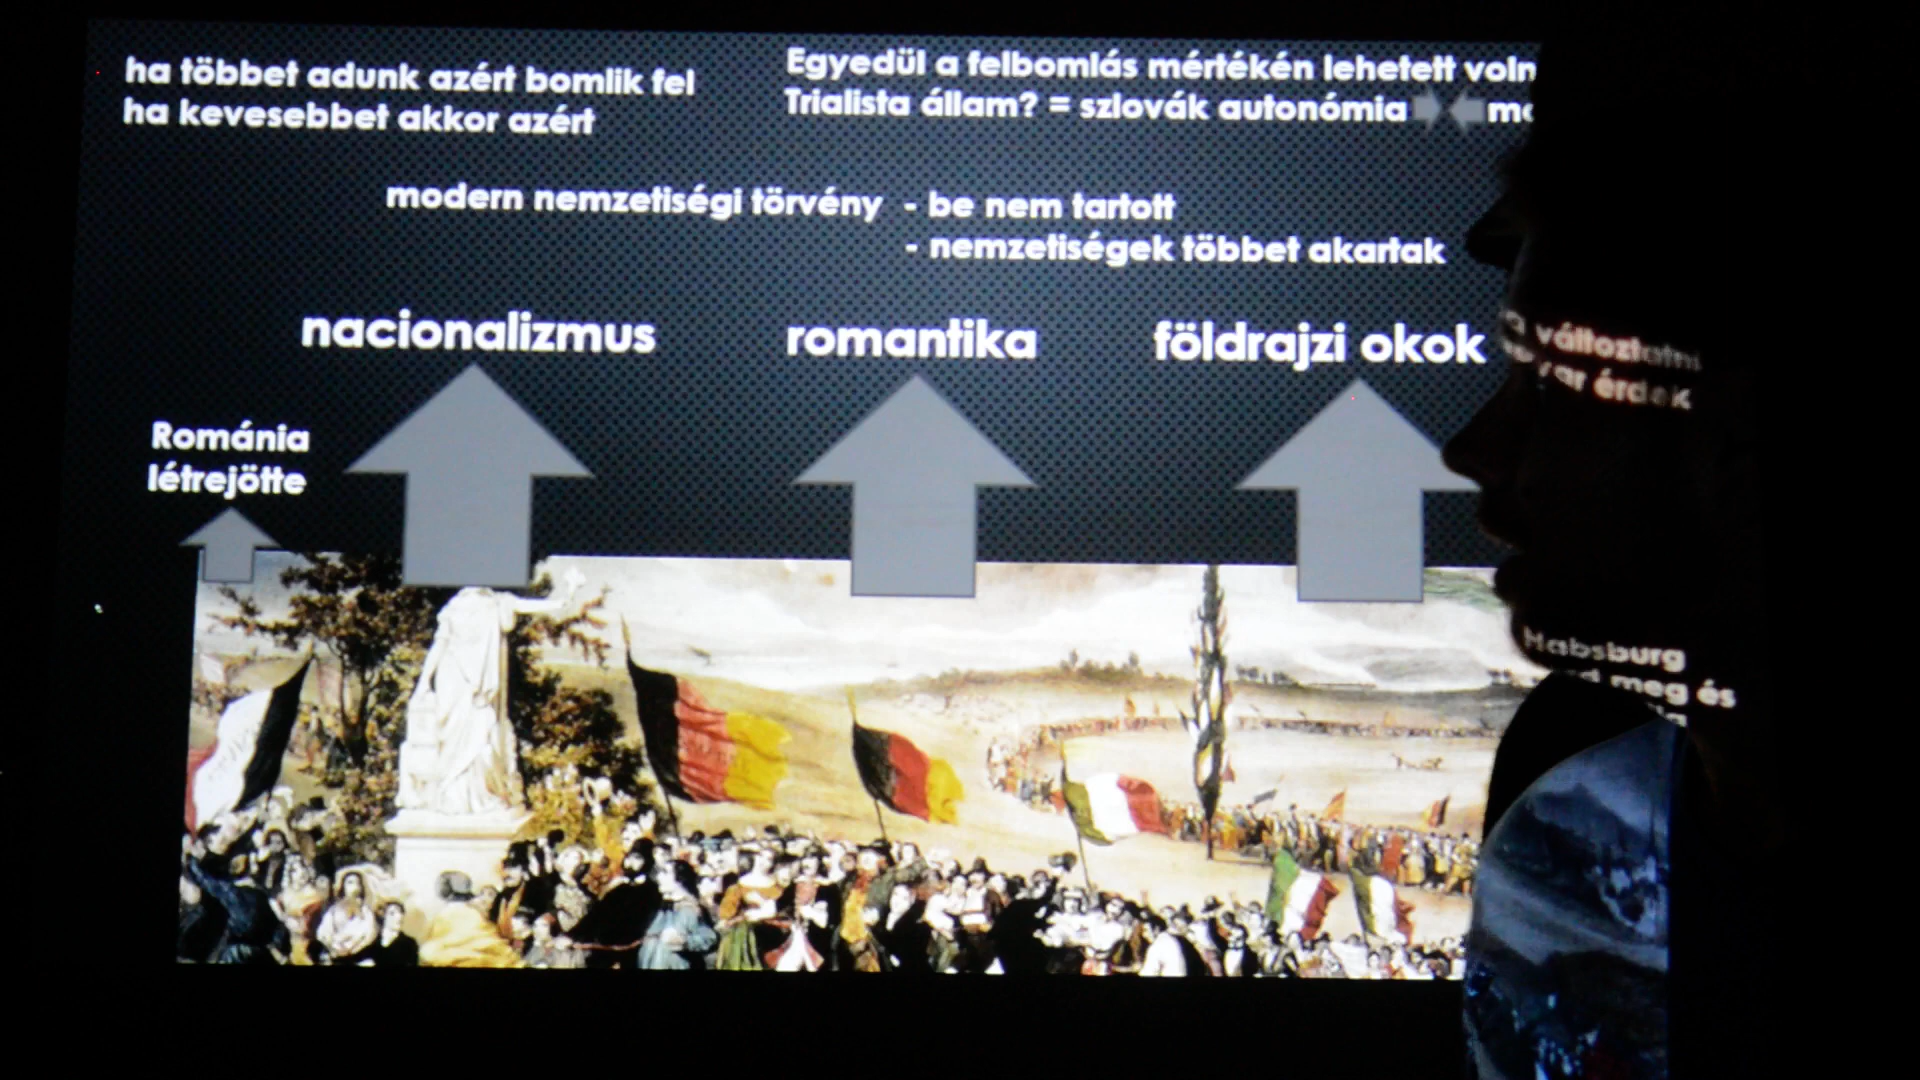 ha többet adunk azért bomlik fel
ha kevesebbet akkor azért
Egyedül a felbomlás mértékén lehetett voln
Trialista állam? = szlovák autonómia
modern nemzetiségi törvény - be nem tartott
- nemzetiségek többet akartak
nacionalizmus
romantika
földrajzi okok
változtatni
érdek
Románia
létrejötte
Habsburg
meg és